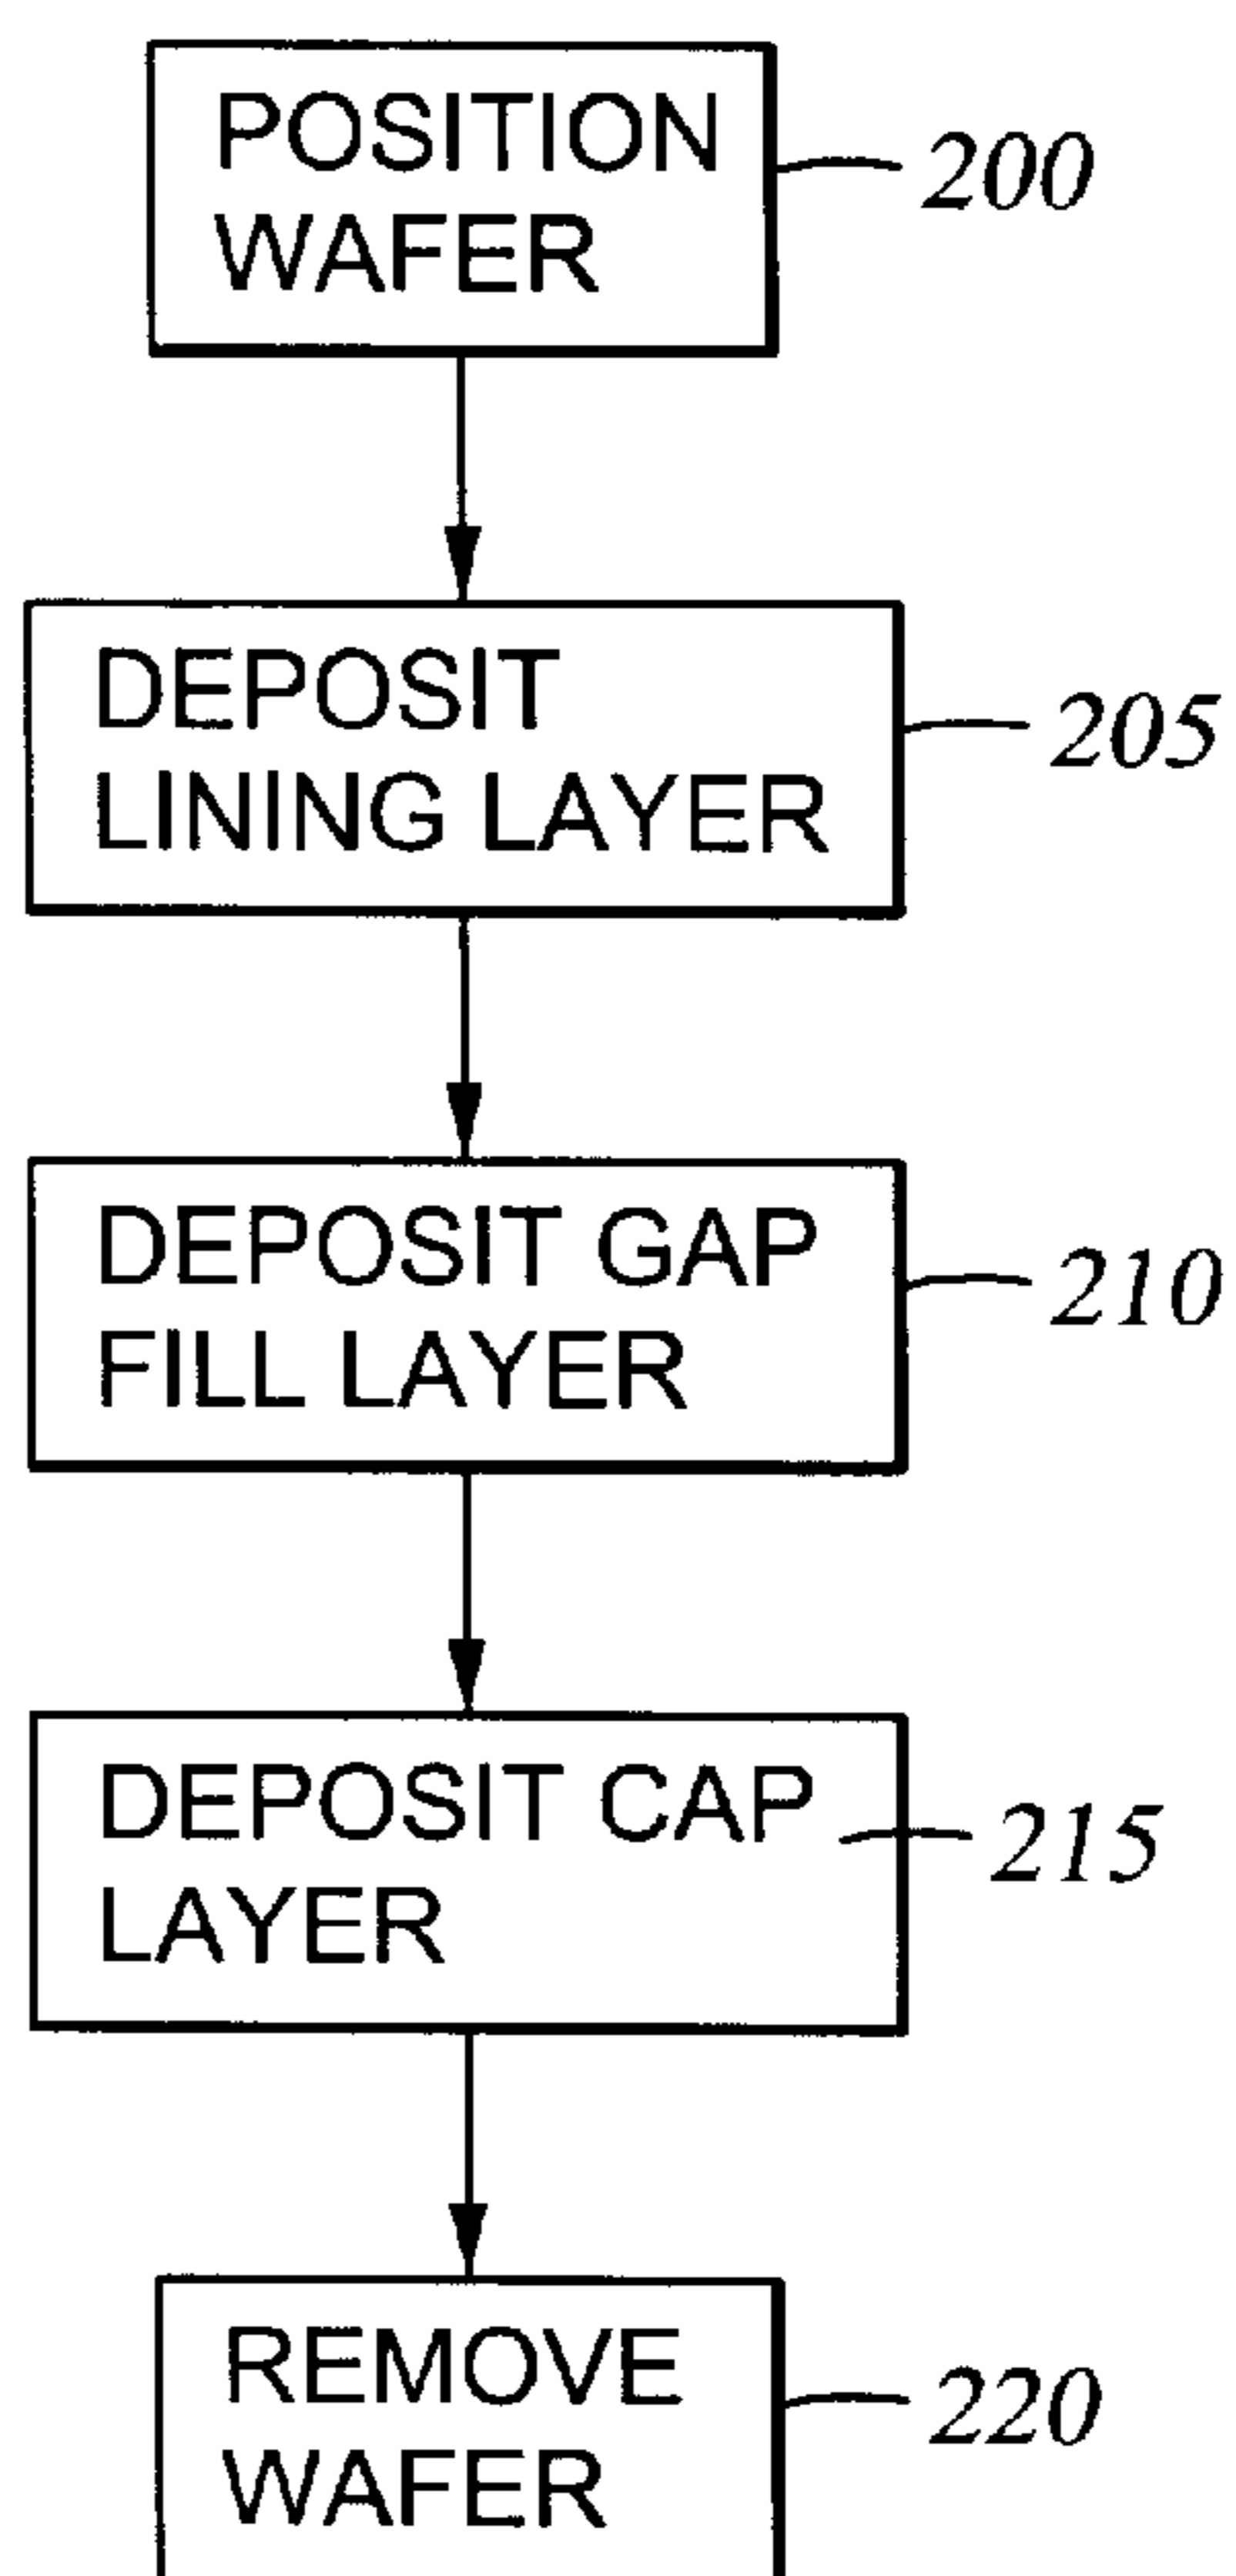 POSITION
WAFER
200
DEPOSIT
LINING LAYER
205
DEPOSIT GAP
FILL LAYER
210
DEPOSIT CAP
LAYER
215
REMOVE
WAFER
220